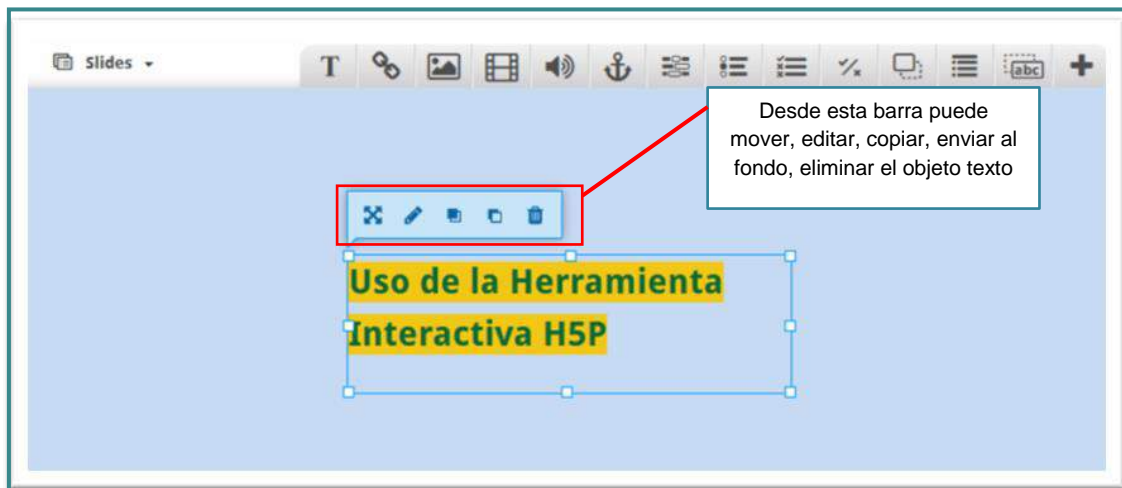 Slides
T
abc
Desde esta barra puede
mover, editar, copiar, enviar al
fondo, eliminar el objeto texto
Uso de la Herramienta
Interactiva H5P